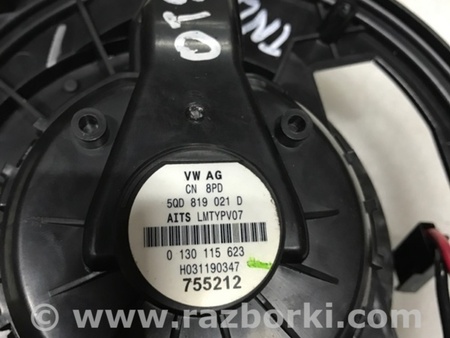 VW AG
CN 8PD
5QD 819 021 D
AITS LMTYPV07
0 130 115 623
H031190347
755212
www.razborki.com